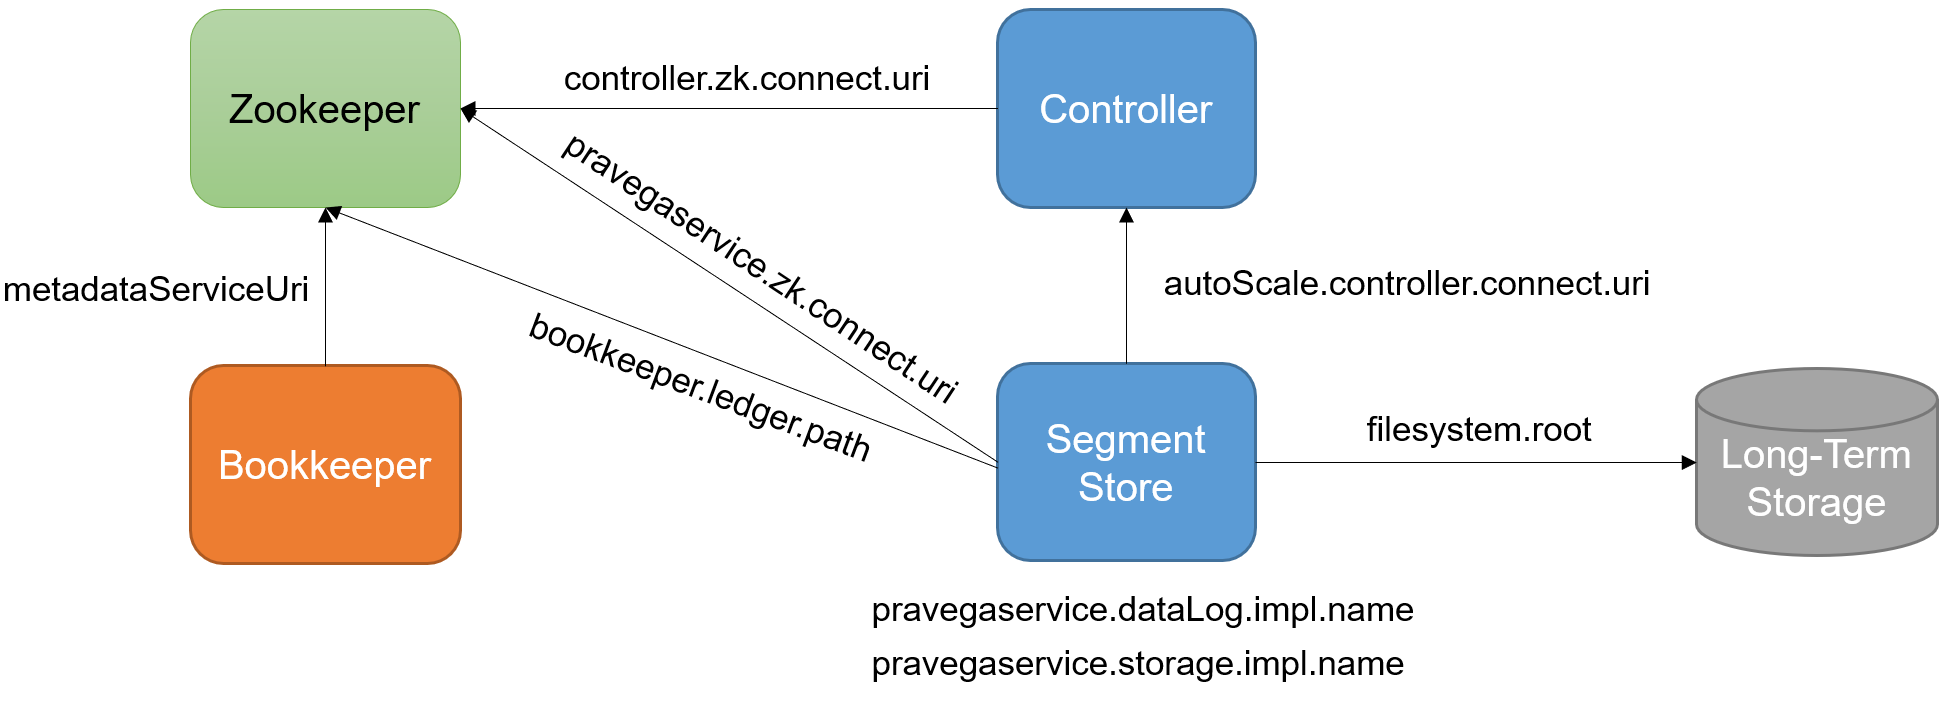 Zookeeper
controller.zk.connect.uri
Controller
pravegaservice.zk.connect.uri
metadataServiceUri
autoScale.controller.connect.uri
bookkeeper.ledger.path
Bookkeeper
Segment
Store
filesystem.root
Long-Term
Storage
pravegaservice.dataLog.impl.name
pravegaservice.storage.impl.name